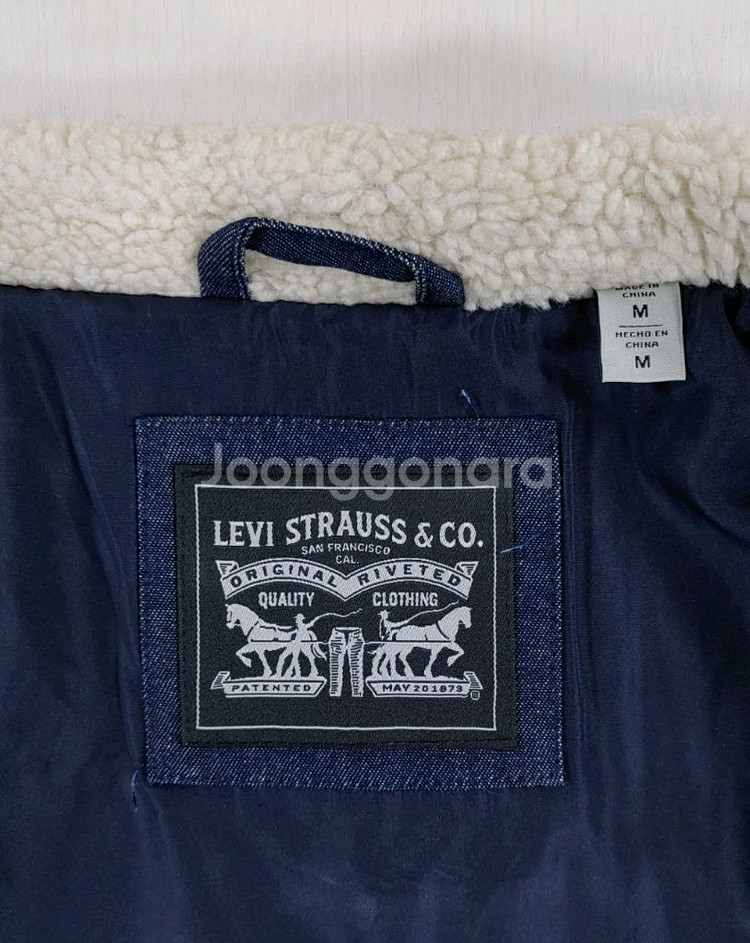 MADE IN
CHINA
M
HECHO EN
CHINA
M
Joonggonara
LEVI STRAUSS & CO.
SAN FRANCISCO
CAL.
ORIGINAL RIVETED
QUALITY CLOTHING
PATENTED MAY 20 1873